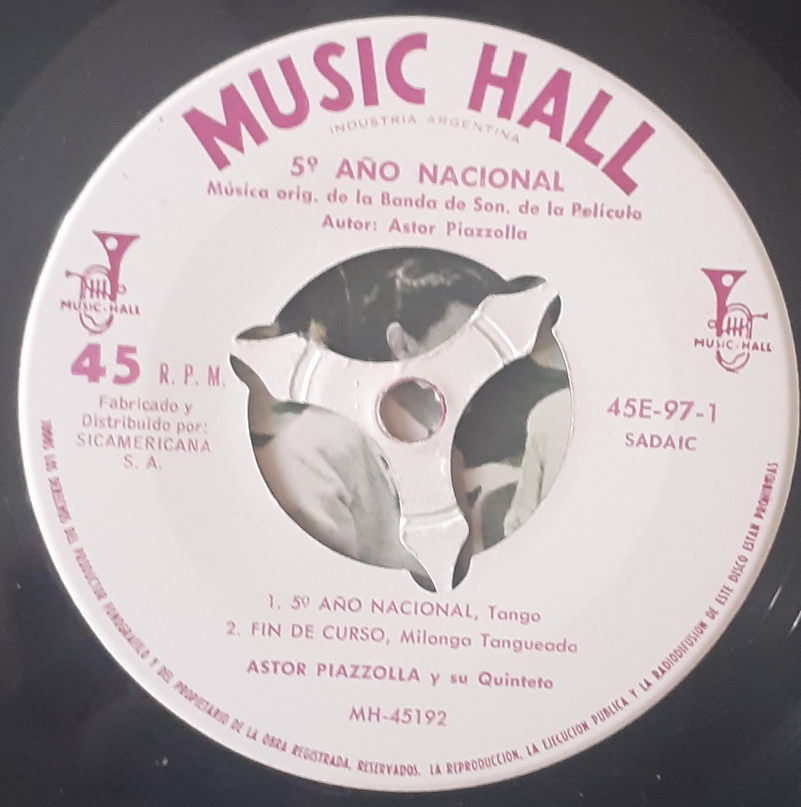 MUSIC HALL
INDUSTRIA ARGENTINA
5º AÑO NACIONAL
Música orig. de la Banda de Son. de la Película
Autor: Astor Piazzolla
MUSIC-HALL
MUSIC-HALL
45 R. P. M.
Fabricado y
Distribuido por:
SICAMERICANA
S. A.
45E-97-1
SADAIC
1. 5º AÑO NACIONAL, Tango
2. FIN DE CURSO, Milonga Tangueada
ASTOR PIAZZOLLA y su Quinteto
MH-45192
TODOS LOS DERECHOS DEL PRODUCTOR FONOGRAFICO Y DEL PROPIETARIO DE LA OBRA REGISTRADA, RESERVADOS. LA REPRODUCCION, LA EJECUCION PUBLICA Y LA RADIODIFUSION DE ESTE DISCO ESTAN PROHIBIDAS